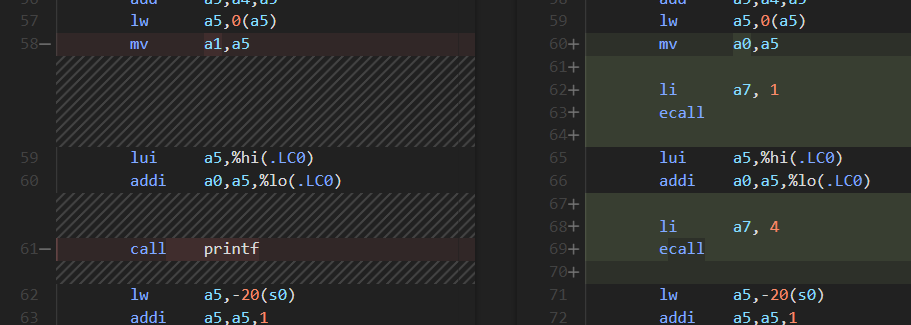 56 add a5,a4,a5
57 lw a5,0(a5)
58− mv a1,a5
59 lui a5,%hi(.LC0)
60 addi a0,a5,%lo(.LC0)
61− call printf
62 lw a5,-20(s0)
63 addi a5,a5,1
58 add a5,a4,a5
59 lw a5,0(a5)
60+ mv a0,a5
61+
62+ li a7, 1
63+ ecall
64+
65 lui a5,%hi(.LC0)
66 addi a0,a5,%lo(.LC0)
67+
68+ li a7, 4
69+ ecall
70+
71 lw a5,-20(s0)
72 addi a5,a5,1